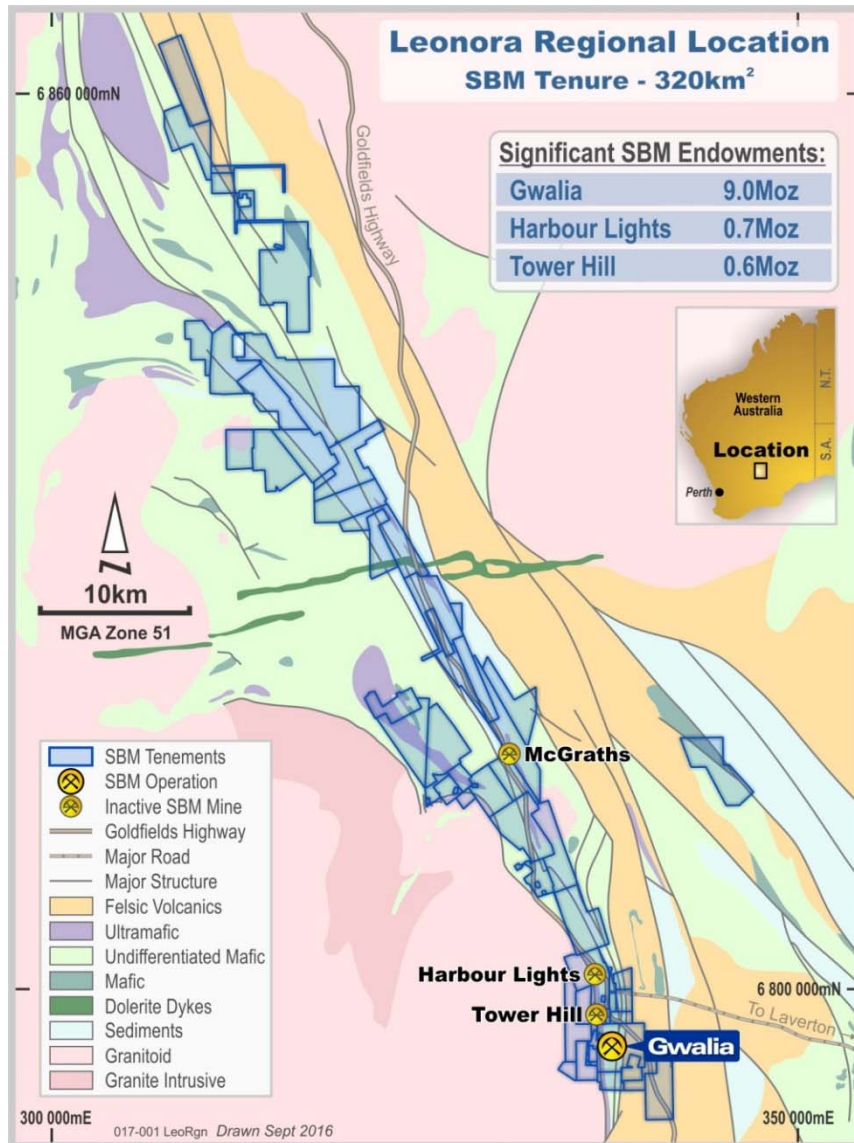 Leonora Regional Location
SBM Tenure - 320km²
6 860 000mN
Goldfields Highway
Significant SBM Endowments:
Gwalia 9.0Moz
Harbour Lights 0.7Moz
Tower Hill 0.6Moz
Western
Australia
N.T.
S.A.
Location
Perth
N
10km
MGA Zone 51
McGraths
SBM Tenements
SBM Operation
Inactive SBM Mine
Goldfields Highway
Major Road
Major Structure
Felsic Volcanics
Ultramafic
Undifferentiated Mafic
Mafic
Dolerite Dykes
Sediments
Granitoid
Granite Intrusive
Harbour Lights
Tower Hill
Gwalia
6 800 000mN
To Laverton
300 000mE
017-001 LeoRgn Drawn Sept 2016
350 000mE